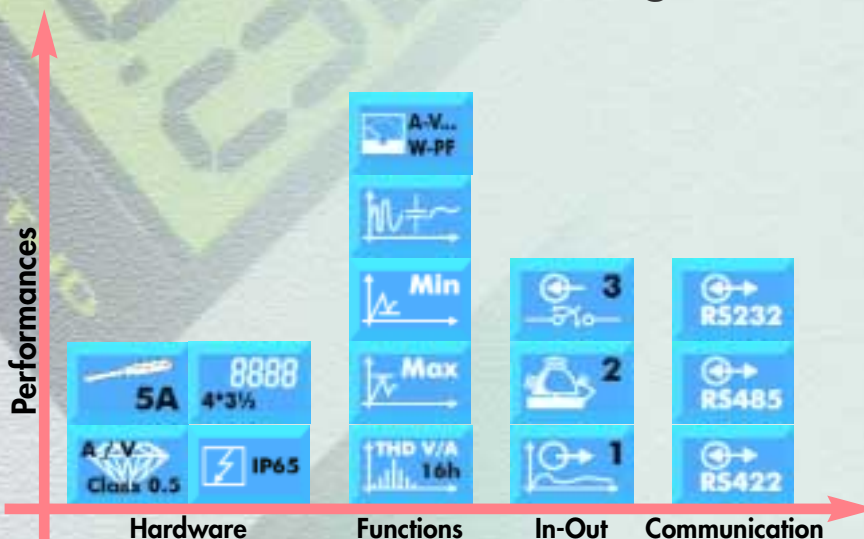 Performances
A-V...
W-PF
Min
Max
THD V/A
16h
3
2
1
RS232
RS485
RS422
5A
8888
4*3½
A / V
Class 0.5
IP65
Hardware
Functions
In-Out
Communication